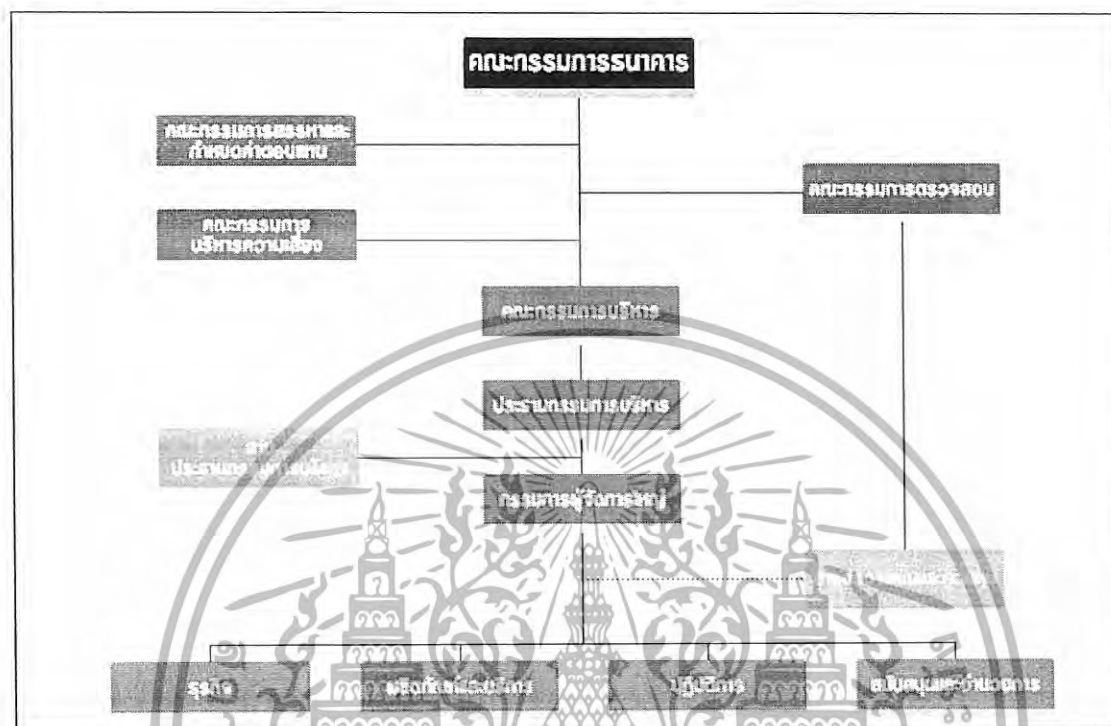 คณะกรรมการธนาคาร
คณะกรรมการสรรหาและ
กำหนดค่าตอบแทน
คณะกรรมการตรวจสอบ
คณะกรรมการ
บริหารความเสี่ยง
คณะกรรมการบริหาร
ประธานกรรมการบริหาร
กรรมการผู้จัดการใหญ่
ธุรกิจ
ผลิตภัณฑ์และบริการ
ปฏิบัติการ
สนับสนุนและอำนวยการ